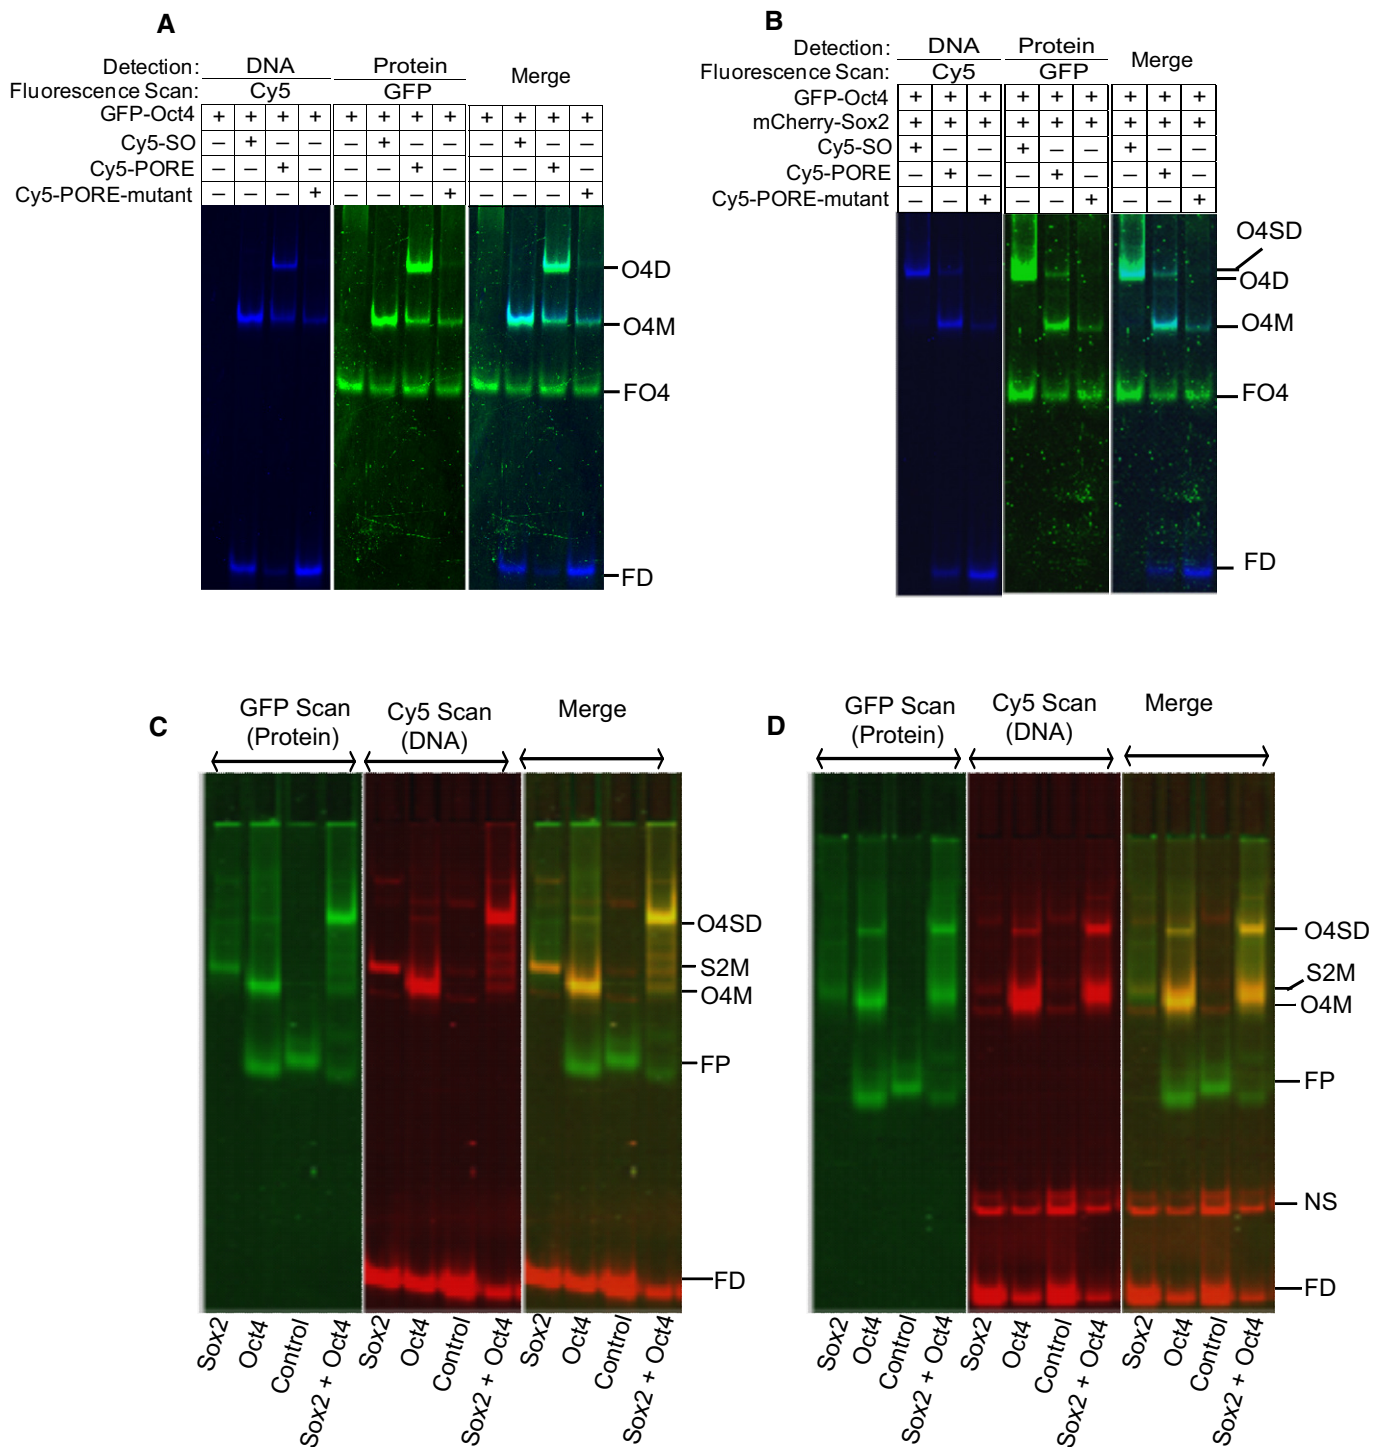 A
Detection: DNA Protein Merge
Fluorescence Scan: Cy5 GFP
GFP-Oct4 + + + + + + + + + + + +
Cy5-SO – + – – – + – – – + – –
Cy5-PORE – – + – – – + – – – + –
Cy5-PORE-mutant – – – + – – – + – – – +
O4D
O4M
FO4
FD
B
Detection: DNA Protein Merge
Fluorescence Scan: Cy5 GFP
GFP-Oct4 + + + + + + + + +
mCherry-Sox2 + + + + + + + + +
Cy5-SO + – – + – – + – –
Cy5-PORE – + – – + – – + –
Cy5-PORE-mutant – – + – – + – – +
O4SD
O4D
O4M
FO4
FD
C
GFP Scan (Protein)
Cy5 Scan (DNA)
Merge
O4SD
S2M
O4M
FP
FD
Sox2 Oct4 Control Sox2 + Oct4 Sox2 Oct4 Control Sox2 + Oct4 Sox2 Oct4 Control Sox2 + Oct4
D
GFP Scan (Protein)
Cy5 Scan (DNA)
Merge
O4SD
S2M
O4M
FP
NS
FD
Sox2 Oct4 Control Sox2 + Oct4 Sox2 Oct4 Control Sox2 + Oct4 Sox2 Oct4 Control Sox2 + Oct4